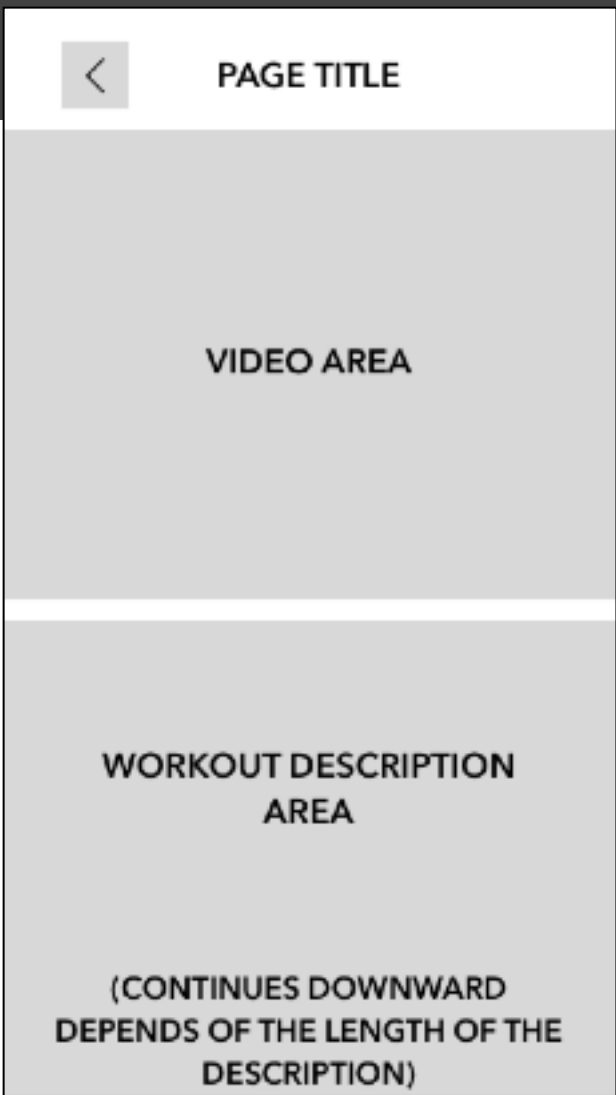 PAGE TITLE
VIDEO AREA
WORKOUT DESCRIPTION
AREA
(CONTINUES DOWNWARD
DEPENDS OF THE LENGTH OF THE
DESCRIPTION)